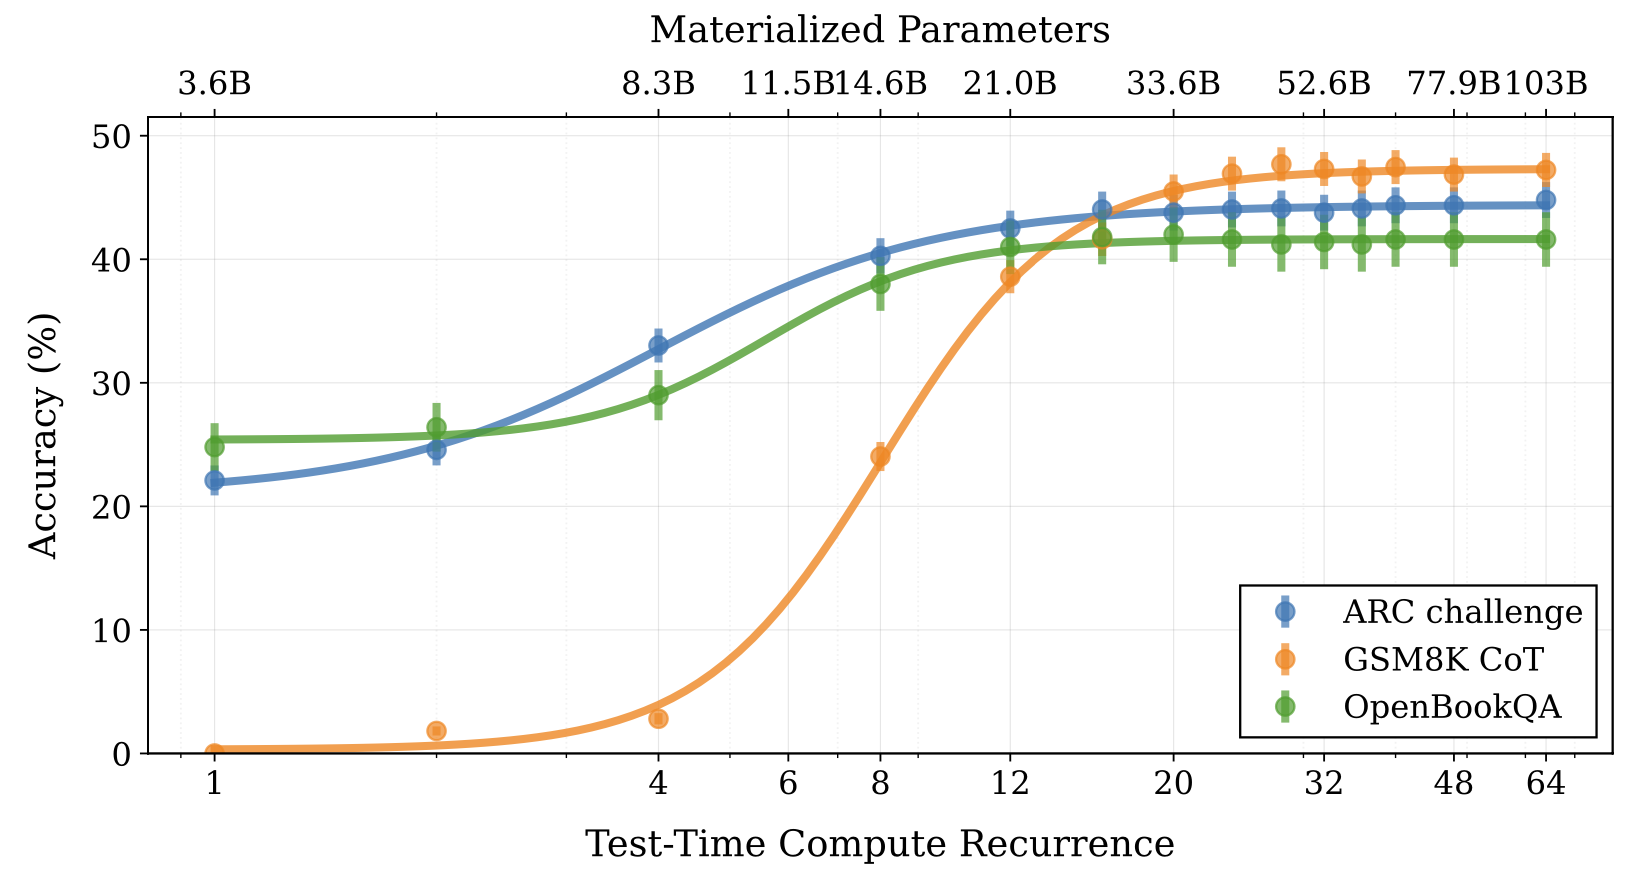 Materialized Parameters
3.6B 8.3B 11.5B 14.6B 21.0B 33.6B 52.6B 77.9B 103B
50
40
30
20
10
0
Accuracy (%)
ARC challenge
GSM8K CoT
OpenBookQA
1 4 6 8 12 20 32 48 64
Test-Time Compute Recurrence